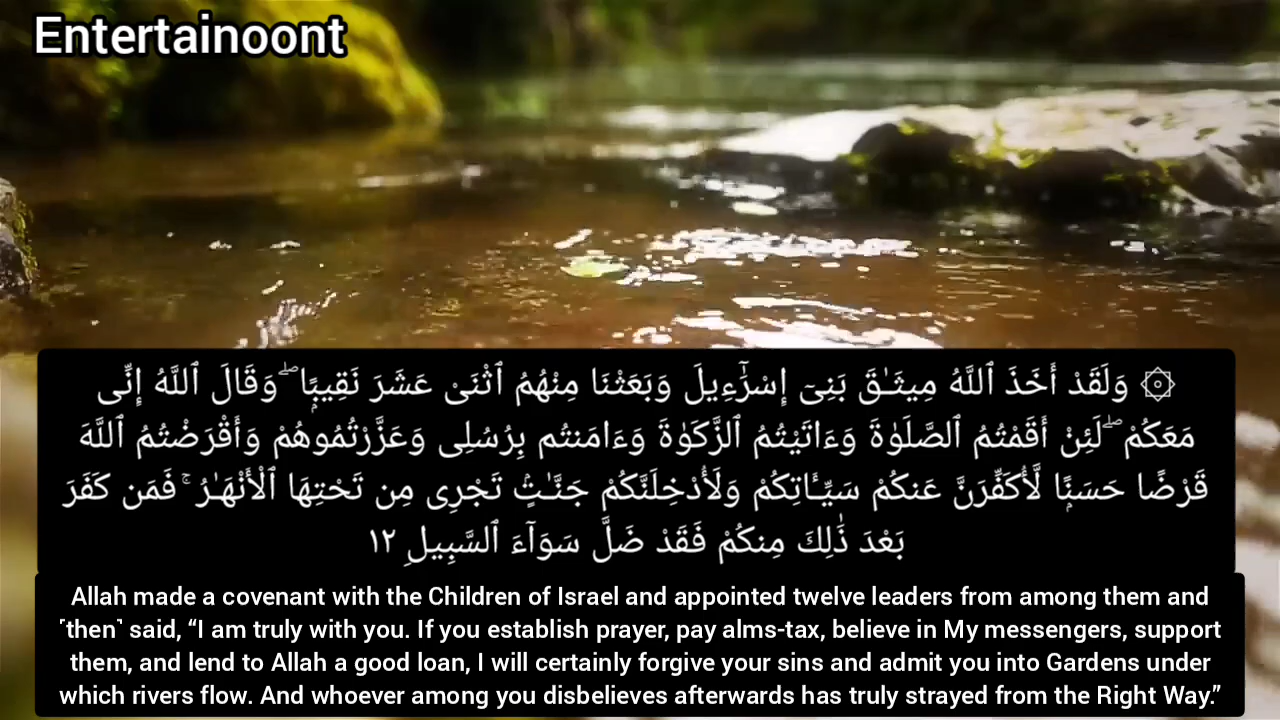 Entertainoont
۞ وَلَقَدْ أَخَذَ ٱللَّهُ مِيثَـٰقَ بَنِىٓ إِسْرَٰٓءِيلَ وَبَعَثْنَا مِنْهُمُ ٱثْنَىْ عَشَرَ نَقِيبًۭا ۖ وَقَالَ ٱللَّهُ إِنِّى
مَعَكُمْ ۖ لَئِنْ أَقَمْتُمُ ٱلصَّلَوٰةَ وَءَاتَيْتُمُ ٱلزَّكَوٰةَ وَءَامَنتُم بِرُسُلِى وَعَزَّرْتُمُوهُمْ وَأَقْرَضْتُمُ ٱللَّهَ
قَرْضًا حَسَنًۭا لَّأُكَفِّرَنَّ عَنكُمْ سَيِّـَٔاتِكُمْ وَلَأُدْخِلَنَّكُمْ جَنَّـٰتٍۢ تَجْرِى مِن تَحْتِهَا ٱلْأَنْهَـٰرُ ۚ فَمَن كَفَرَ
بَعْدَ ذَٰلِكَ مِنكُمْ فَقَدْ ضَلَّ سَوَآءَ ٱلسَّبِيلِ ١٢
Allah made a covenant with the Children of Israel and appointed twelve leaders from among them and
˹then˺ said, “I am truly with you. If you establish prayer, pay alms-tax, believe in My messengers, support
them, and lend to Allah a good loan, I will certainly forgive your sins and admit you into Gardens under
which rivers flow. And whoever among you disbelieves afterwards has truly strayed from the Right Way.”